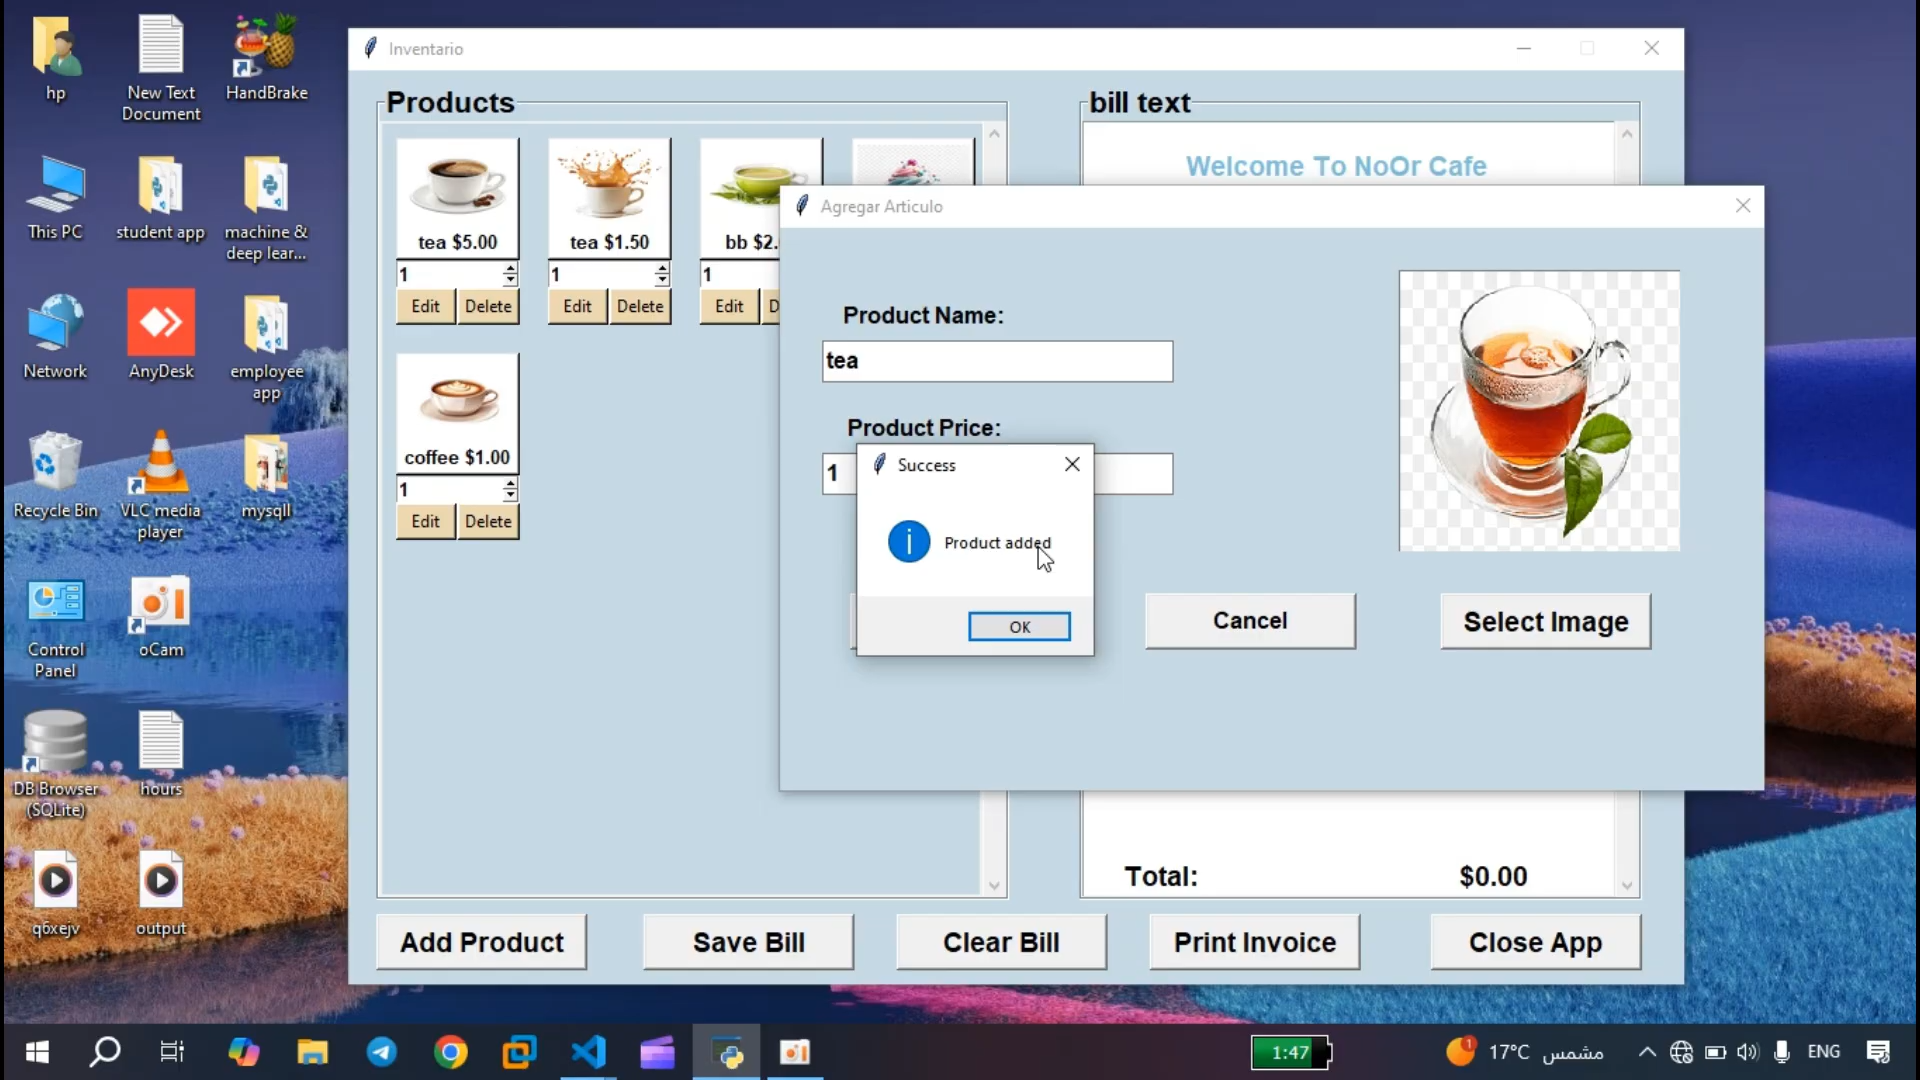 hp
New Text
Document
HandBrake
This PC
student app
machine &
deep lear...
Network
AnyDesk
employee
app
Recycle Bin
VLC media
player
mysqll
Control
Panel
oCam
DB Browser
(SQLite)
hours
q6xejv
output
Inventario
Products
tea $5.00
tea $1.50
bb $2.
1
1
1
Edit
Delete
Edit
Delete
Edit
D
coffee $1.00
1
Edit
Delete
bill text
Welcome To NoOr Cafe
Agregar Articulo
Product Name:
tea
Product Price:
1
Success
Product added
OK
Cancel
Select Image
Total:
$0.00
Add Product
Save Bill
Clear Bill
Print Invoice
Close App
1:47
1
17°C
مشمس
ENG